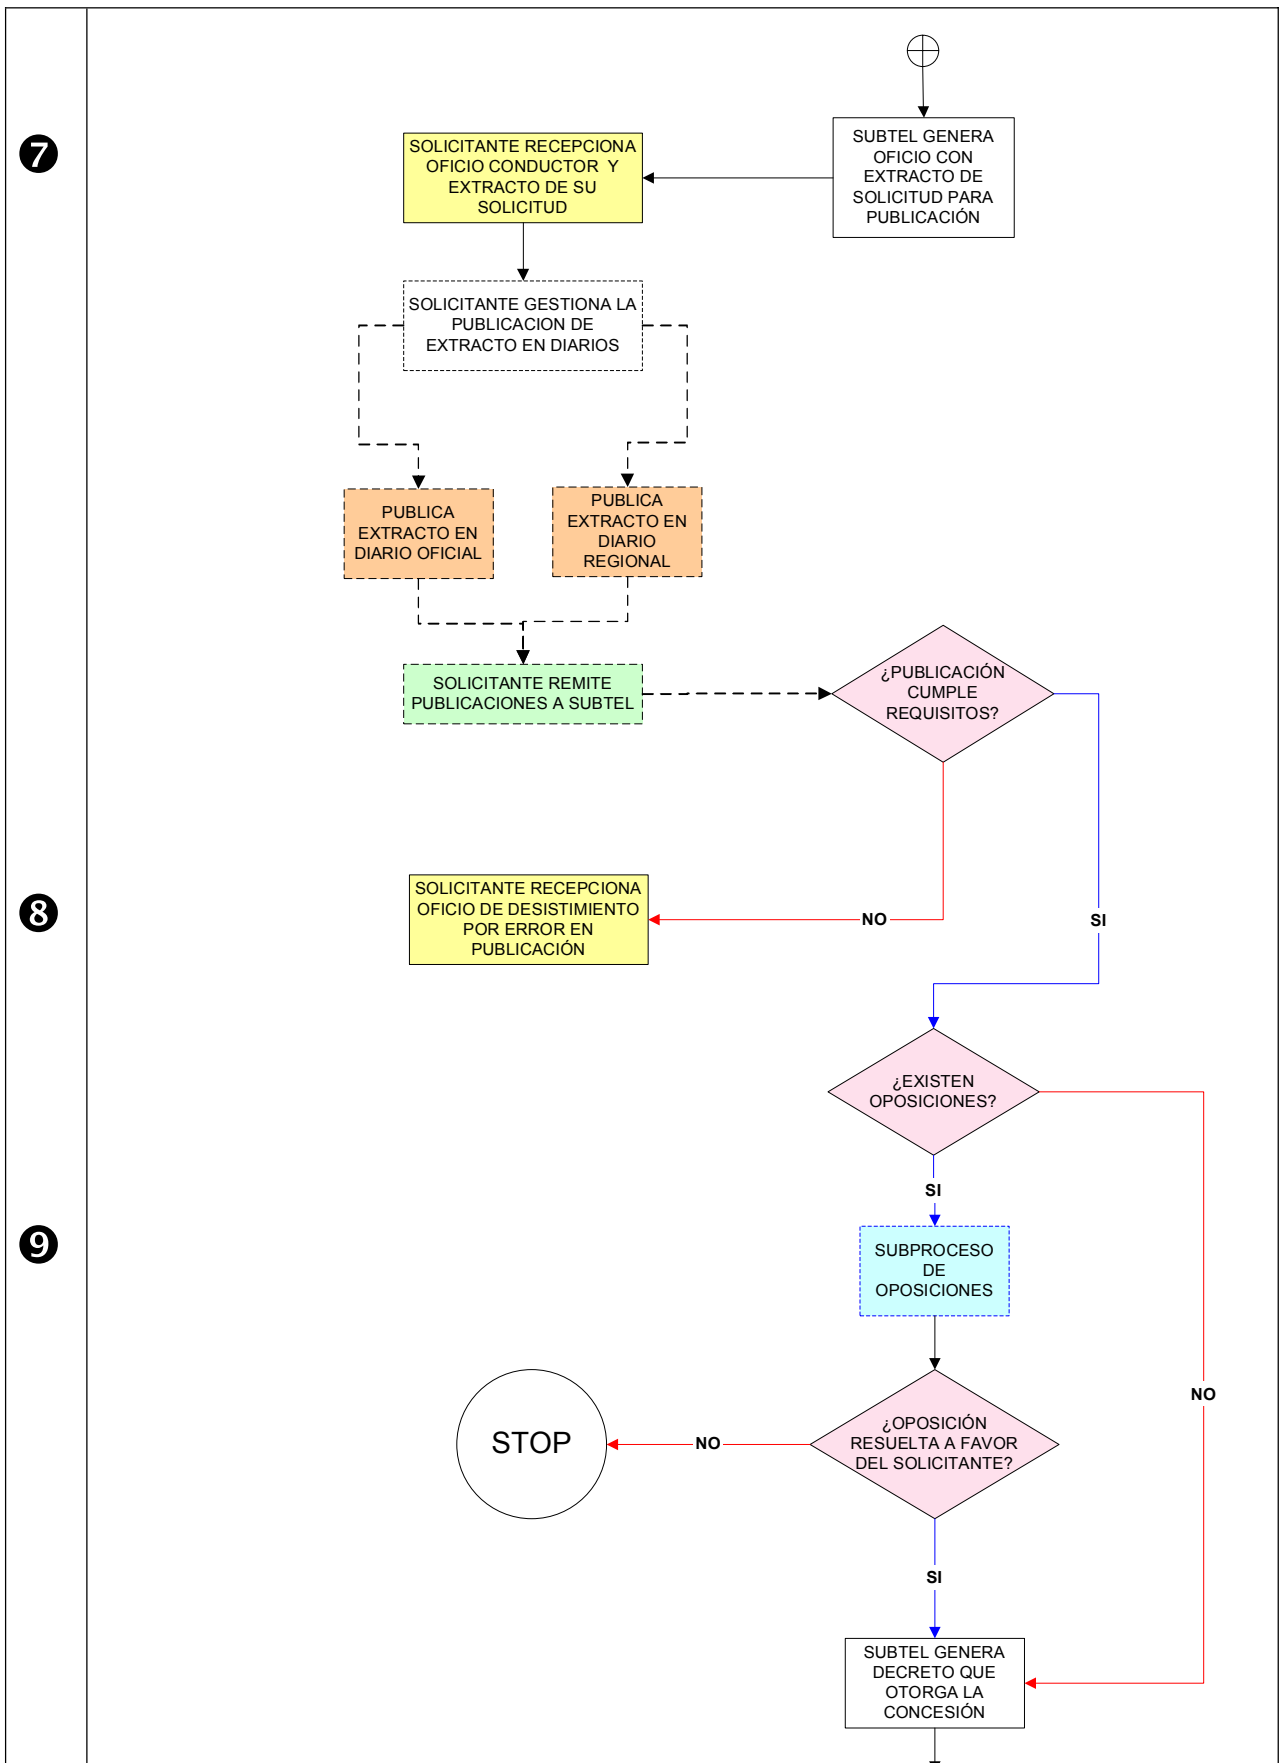 ❼
SUBTEL GENERA
OFICIO CON
EXTRACTO DE
SOLICITUD PARA
PUBLICACIÓN
SOLICITANTE RECEPCIONA
OFICIO CONDUCTOR Y
EXTRACTO DE SU
SOLICITUD
SOLICITANTE GESTIONA LA
PUBLICACION DE
EXTRACTO EN DIARIOS
PUBLICA
EXTRACTO EN
DIARIO OFICIAL
PUBLICA
EXTRACTO EN
DIARIO
REGIONAL
SOLICITANTE REMITE
PUBLICACIONES A SUBTEL
¿PUBLICACIÓN
CUMPLE
REQUISITOS?
❽
SOLICITANTE RECEPCIONA
OFICIO DE DESISTIMIENTO
POR ERROR EN
PUBLICACIÓN
NO
SI
¿EXISTEN
OPOSICIONES?
SI
❾
SUBPROCESO
DE
OPOSICIONES
NO
STOP
NO
¿OPOSICIÓN
RESUELTA A FAVOR
DEL SOLICITANTE?
SI
SUBTEL GENERA
DECRETO QUE
OTORGA LA
CONCESIÓN